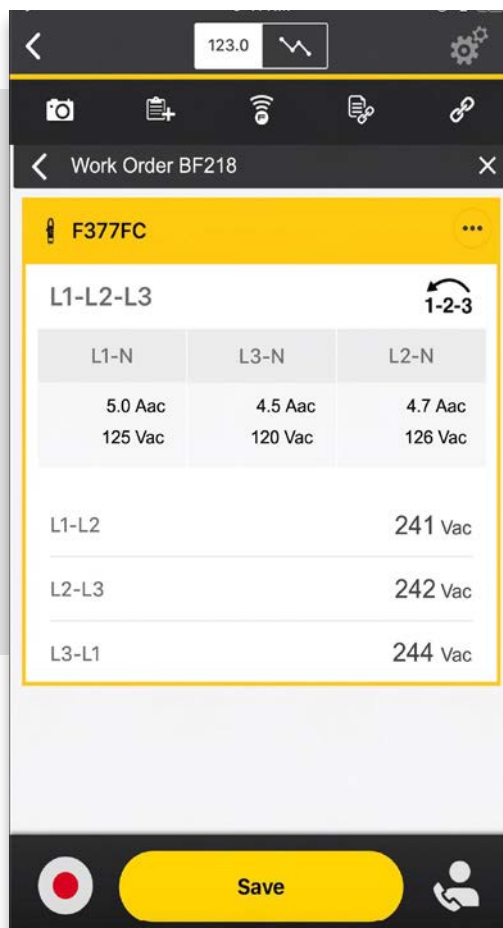 123.0
Work Order BF218
F377FC
L1-L2-L3
1-2-3
L1-N L3-N L2-N
5.0 Aac 4.5 Aac 4.7 Aac
125 Vac 120 Vac 126 Vac
L1-L2 241 Vac
L2-L3 242 Vac
L3-L1 244 Vac
Save